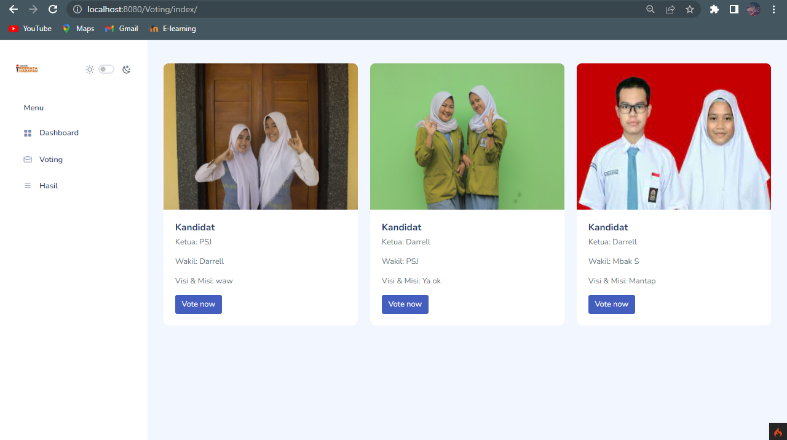 localhost:8080/Voting/index/
YouTube
Maps
Gmail
E-learning
Menu
Dashboard
Voting
Hasil
Kandidat
Ketua: PSJ
Wakil: Darrell
Visi & Misi: waw
Vote now
Kandidat
Ketua: Darrell
Wakil: PSJ
Visi & Misi: Ya ok
Vote now
Kandidat
Ketua: Darrell
Wakil: Mbak S
Visi & Misi: Mantap
Vote now